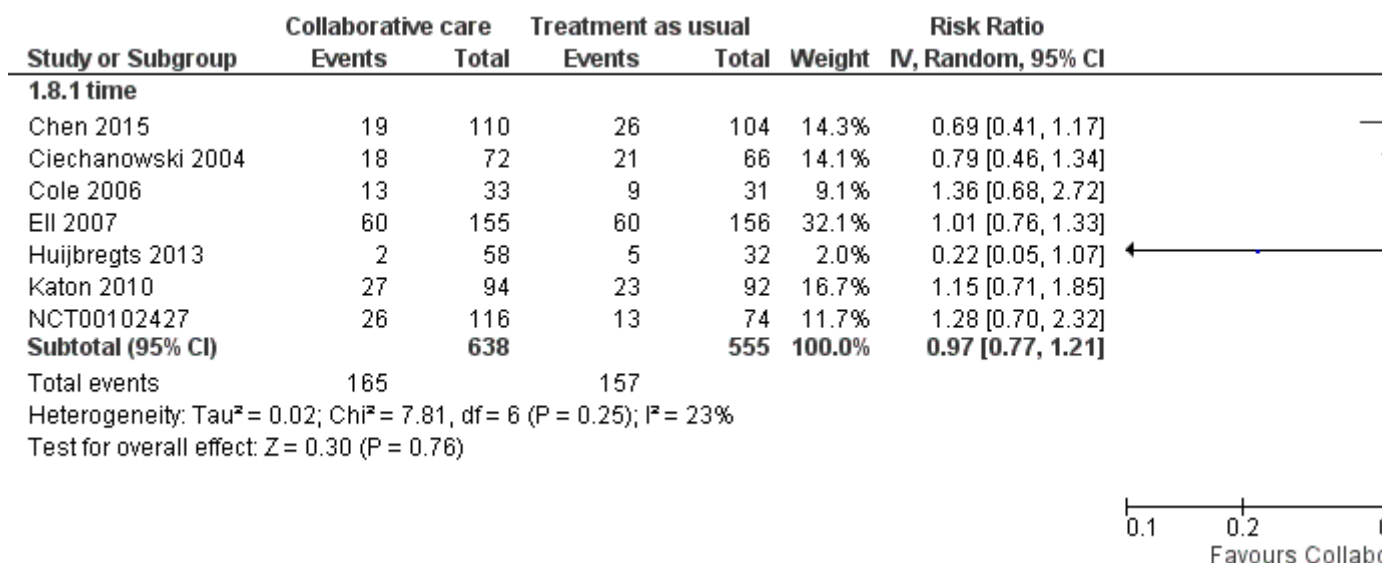 Collaborative care Treatment as usual Risk Ratio
Study or Subgroup Events Total Events Total Weight IV, Random, 95% CI
1.8.1 time
Chen 2015 19 110 26 104 14.3% 0.69 [0.41, 1.17]
Ciechanowski 2004 18 72 21 66 14.1% 0.79 [0.46, 1.34]
Cole 2006 13 33 9 31 9.1% 1.36 [0.68, 2.72]
Ell 2007 60 155 60 156 32.1% 1.01 [0.76, 1.33]
Huijbregts 2013 2 58 5 32 2.0% 0.22 [0.05, 1.07]
Katon 2010 27 94 23 92 16.7% 1.15 [0.71, 1.85]
NCT00102427 26 116 13 74 11.7% 1.28 [0.70, 2.32]
Subtotal (95% CI) 638 555 100.0% 0.97 [0.77, 1.21]
Total events 165 157
Heterogeneity: Tau² = 0.02; Chi² = 7.81, df = 6 (P = 0.25); I² = 23%
Test for overall effect: Z = 0.30 (P = 0.76)
0.1 0.2
Favours